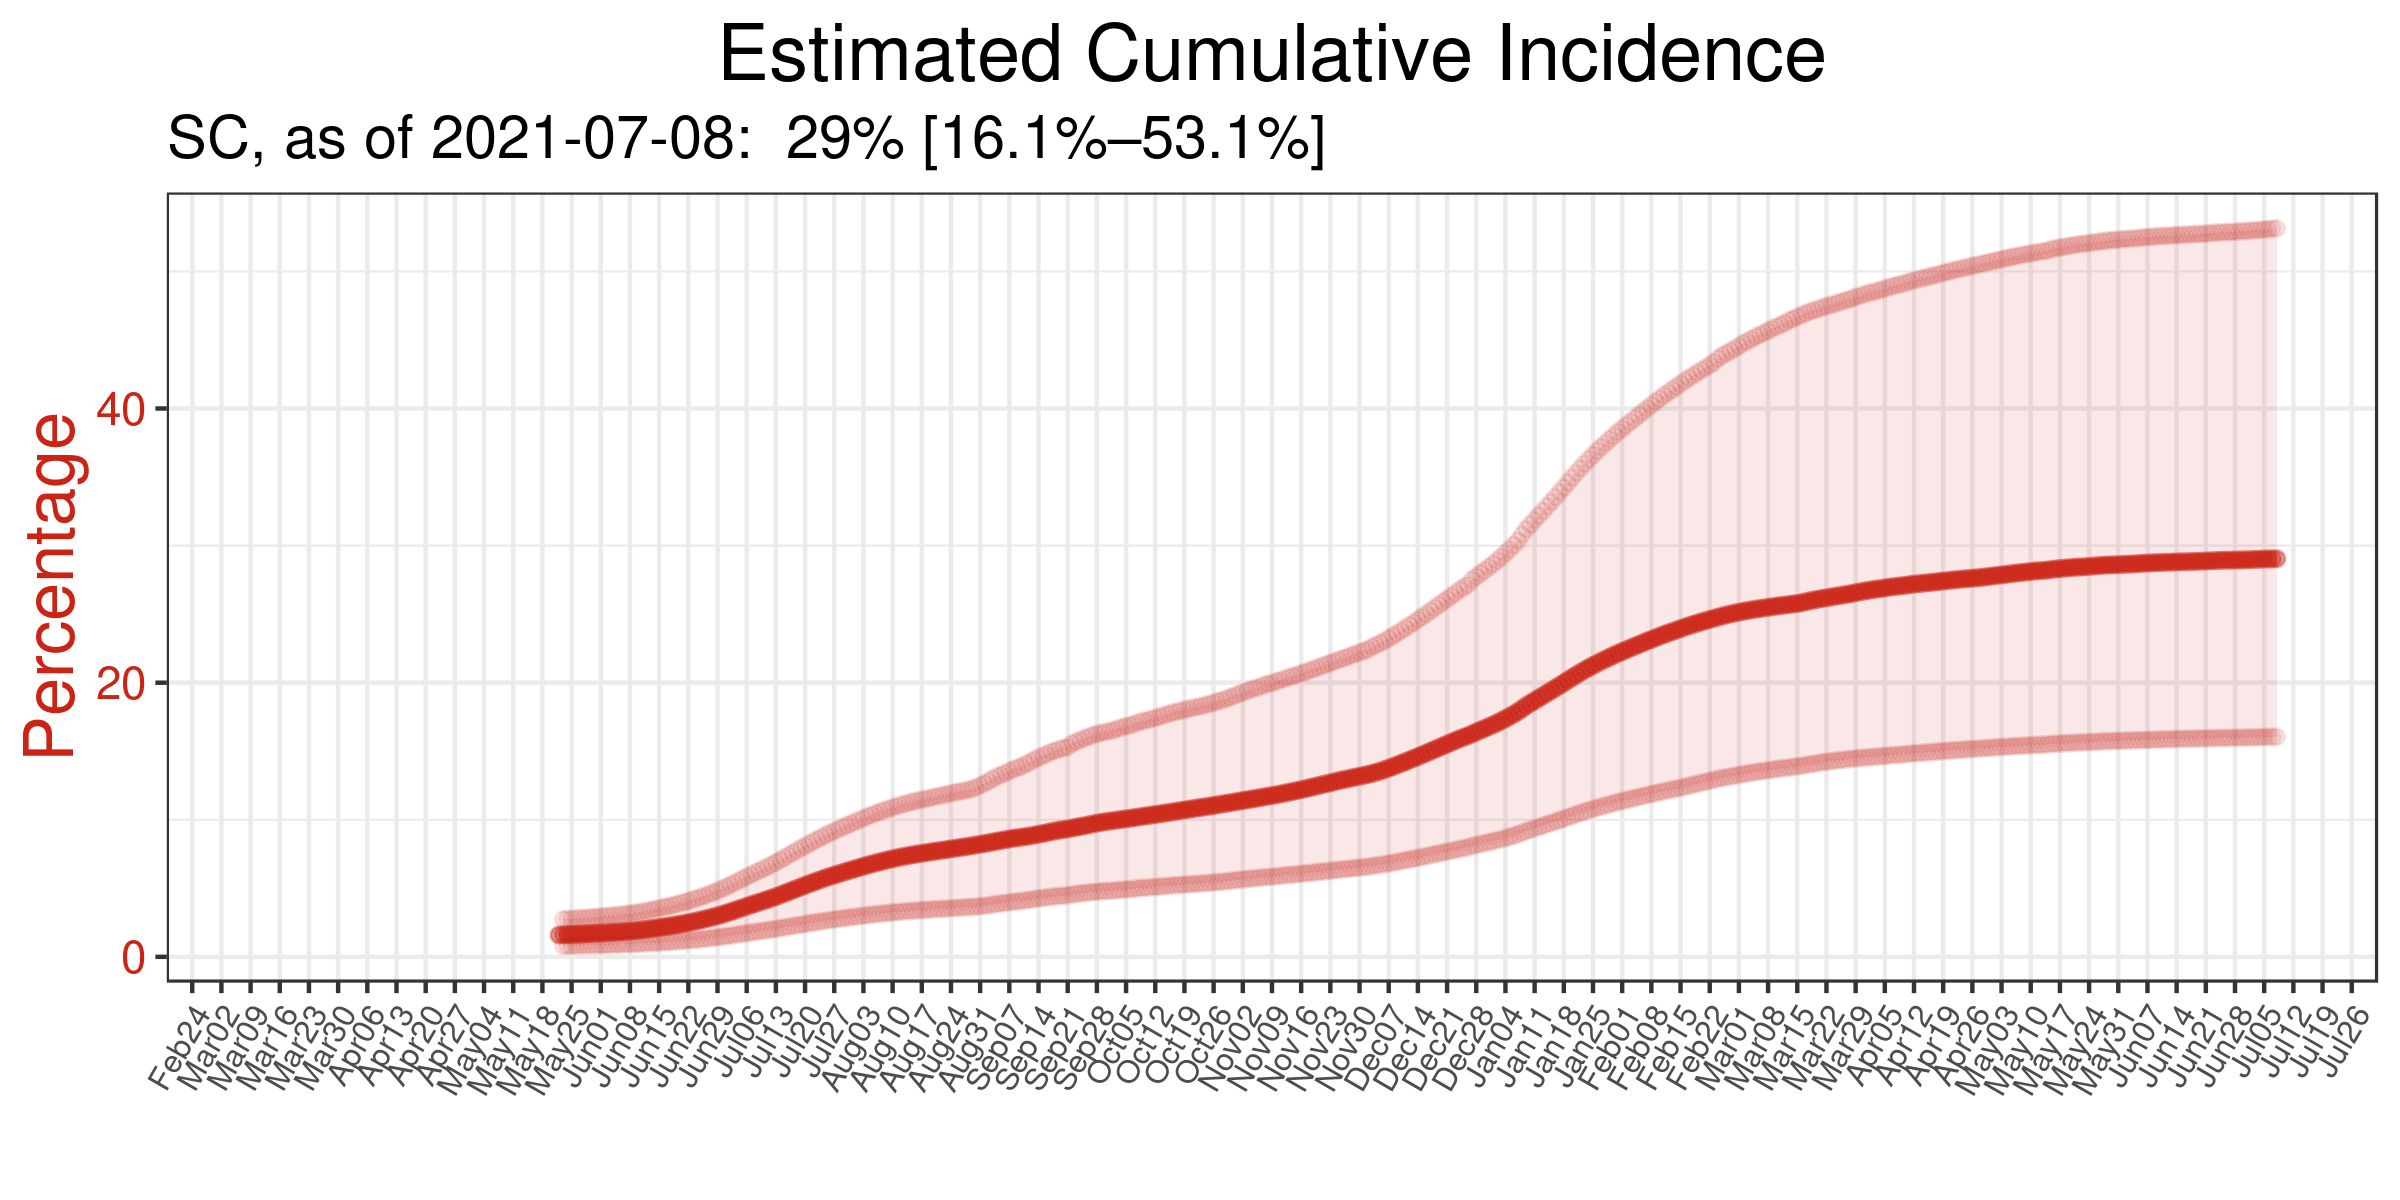 Estimated Cumulative Incidence
SC, as of 2021-07-08:  29% [16.1%–53.1%]
Percentage
40
20
0
Feb24
Mar02
Mar09
Mar16
Mar23
Mar30
Apr06
Apr13
Apr20
Apr27
May04
May11
May18
May25
Jun01
Jun08
Jun15
Jun22
Jun29
Jul06
Jul13
Jul20
Jul27
Aug03
Aug10
Aug17
Aug24
Aug31
Sep07
Sep14
Sep21
Sep28
Oct05
Oct12
Oct19
Oct26
Nov02
Nov09
Nov16
Nov23
Nov30
Dec07
Dec14
Dec21
Dec28
Jan04
Jan11
Jan18
Jan25
Feb01
Feb08
Feb15
Feb22
Mar01
Mar08
Mar15
Mar22
Mar29
Apr05
Apr12
Apr19
Apr26
May03
May10
May17
May24
May31
Jun07
Jun14
Jun21
Jun28
Jul05
Jul12
Jul19
Jul26